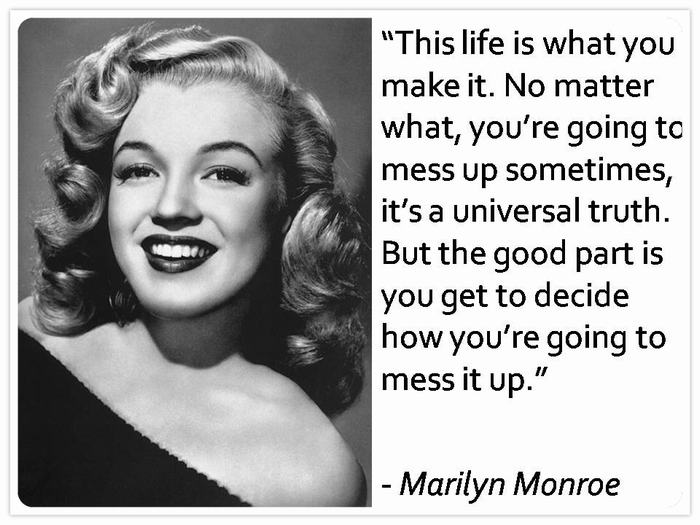 “This life is what you
make it. No matter
what, you’re going to
mess up sometimes,
it’s a universal truth.
But the good part is
you get to decide
how you’re going to
mess it up.”
- Marilyn Monroe